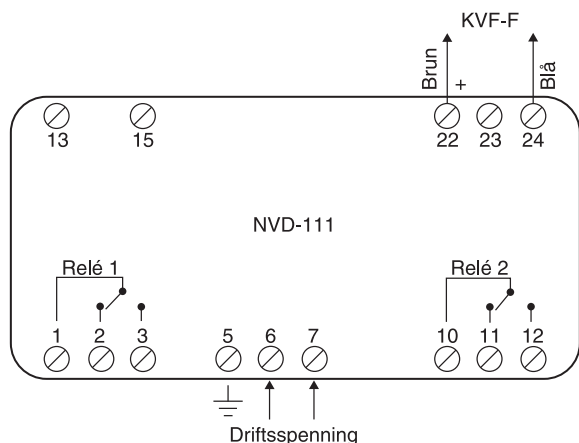 KVF-F
Brun
+
Blå
13 15 22 23 24
NVD-111
Relé 1 Relé 2
1 2 3 5 6 7 10 11 12
Driftsspenning